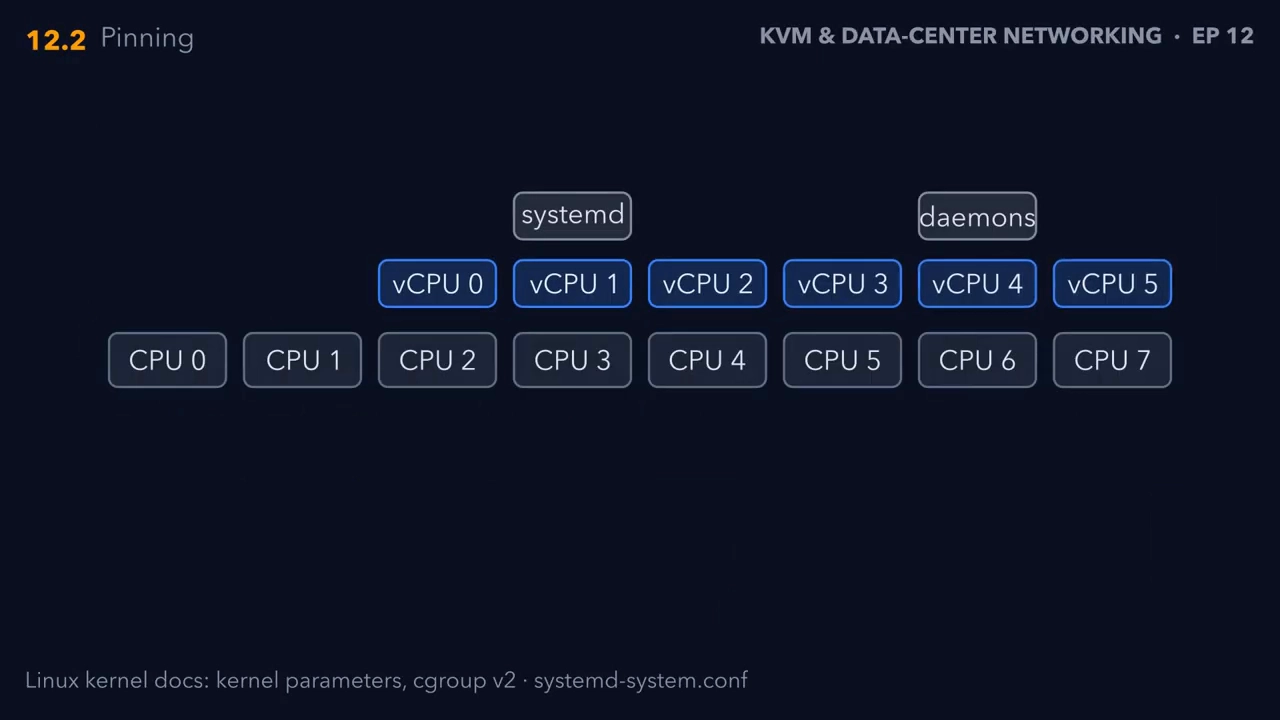 12.2 Pinning
KVM & DATA-CENTER NETWORKING · EP 12
systemd daemons
vCPU 0 vCPU 1 vCPU 2 vCPU 3 vCPU 4 vCPU 5
CPU 0 CPU 1 CPU 2 CPU 3 CPU 4 CPU 5 CPU 6 CPU 7
Linux kernel docs: kernel parameters, cgroup v2 · systemd-system.conf